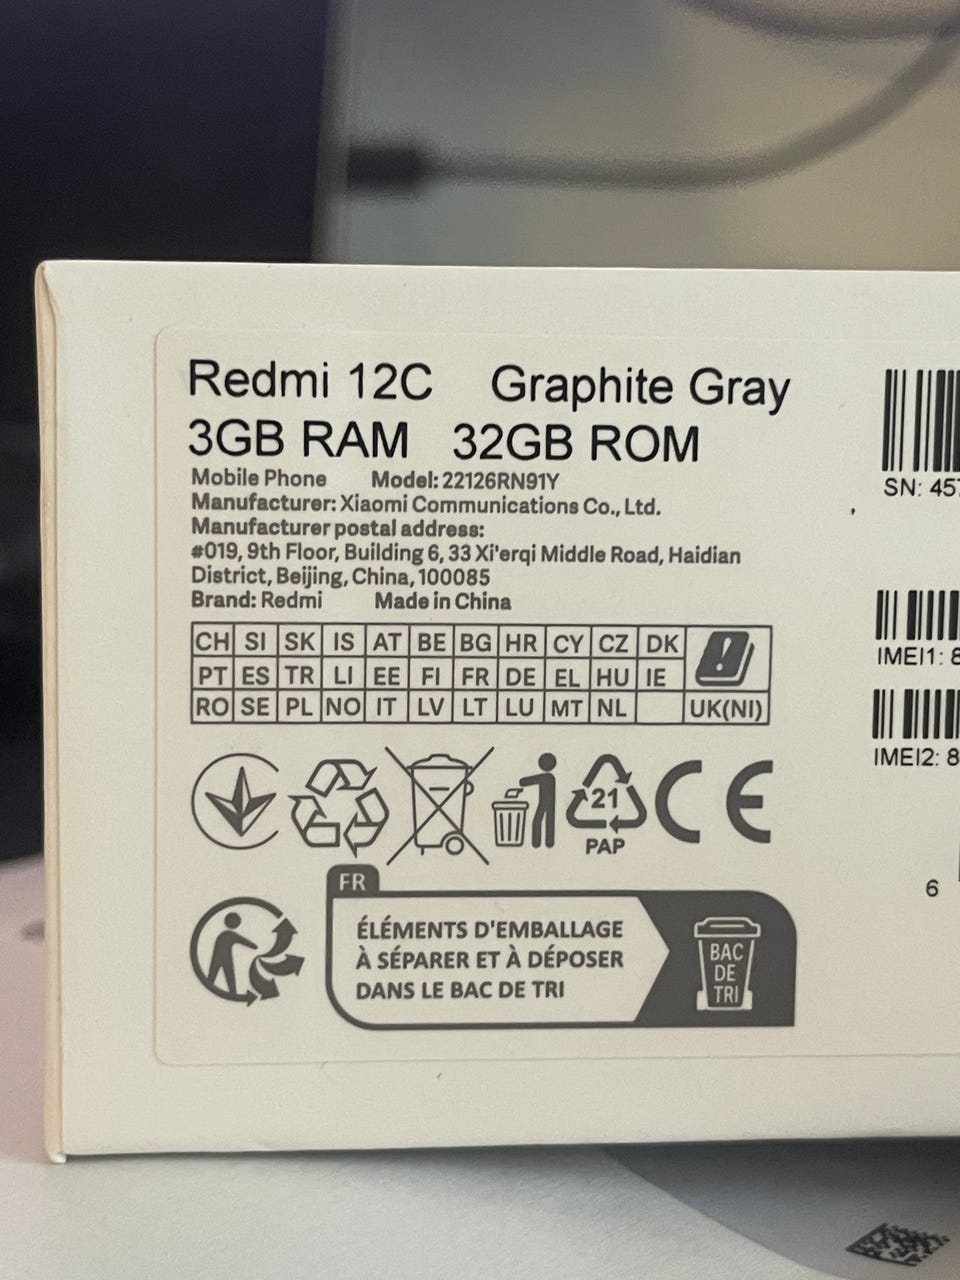 Redmi 12C Graphite Gray
3GB RAM 32GB ROM
Mobile Phone Model: 22126RN91Y
Manufacturer: Xiaomi Communications Co., Ltd.
Manufacturer postal address:
#019, 9th Floor, Building 6, 33 Xi'erqi Middle Road, Haidian
District, Beijing, China, 100085
Brand: Redmi Made in China
CH SI SK IS AT BE BG HR CY CZ DK
PT ES TR LI EE FI FR DE EL HU IE
RO SE PL NO IT LV LT LU MT NL UK(NI)
21
PAP
CE
FR
ÉLÉMENTS D'EMBALLAGE
À SÉPARER ET À DÉPOSER
DANS LE BAC DE TRI
BAC
DE
TRI
SN: 457
IMEI1: 8
IMEI2: 8
6